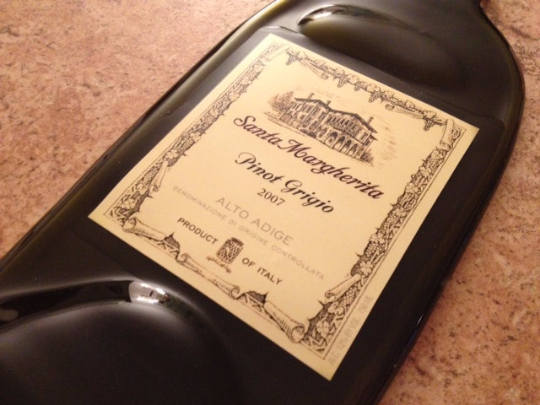 Santa Margherita
Pinot Grigio
2007
ALTO ADIGE
DENOMINAZIONE DI ORIGINE CONTROLLATA
PRODUCT OF ITALY